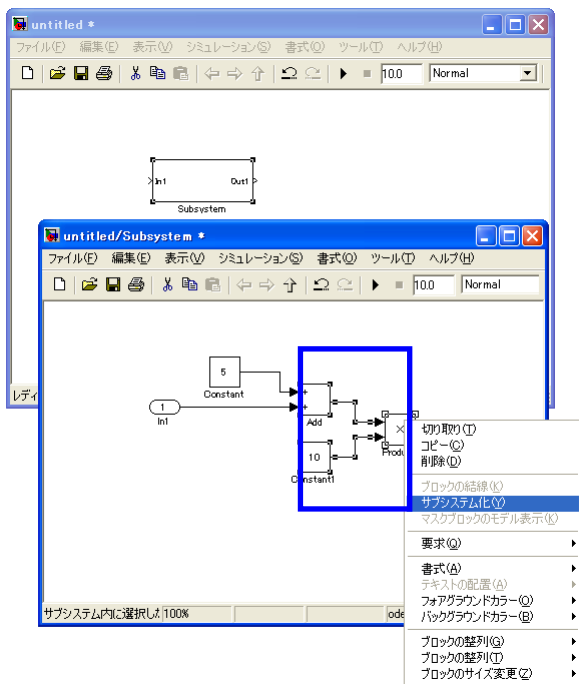 untitled *
ファイル(F) 編集(E) 表示(V) シミュレーション(S) 書式(O) ツール(T) ヘルプ(H)
10.0 Normal
In1 Out1
Subsystem
レディ
untitled/Subsystem *
ファイル(F) 編集(E) 表示(V) シミュレーション(S) 書式(O) ツール(T) ヘルプ(H)
10.0 Normal
5
Constant
1
In1
+
+
Add
×
10
Constant1
切り取り(T)
コピー(C)
削除(D)
ブロックの結線(K)
サブシステム化(Y)
マスクブロックのモデル表示(K)
要求(Q)
書式(A)
テキストの配置(A)
フォアグラウンドカラー(O)
バックグラウンドカラー(B)
ブロックの整列(G)
ブロックの整列(T)
ブロックのサイズ変更(Z)
サブシステム内に選択した 100% ode